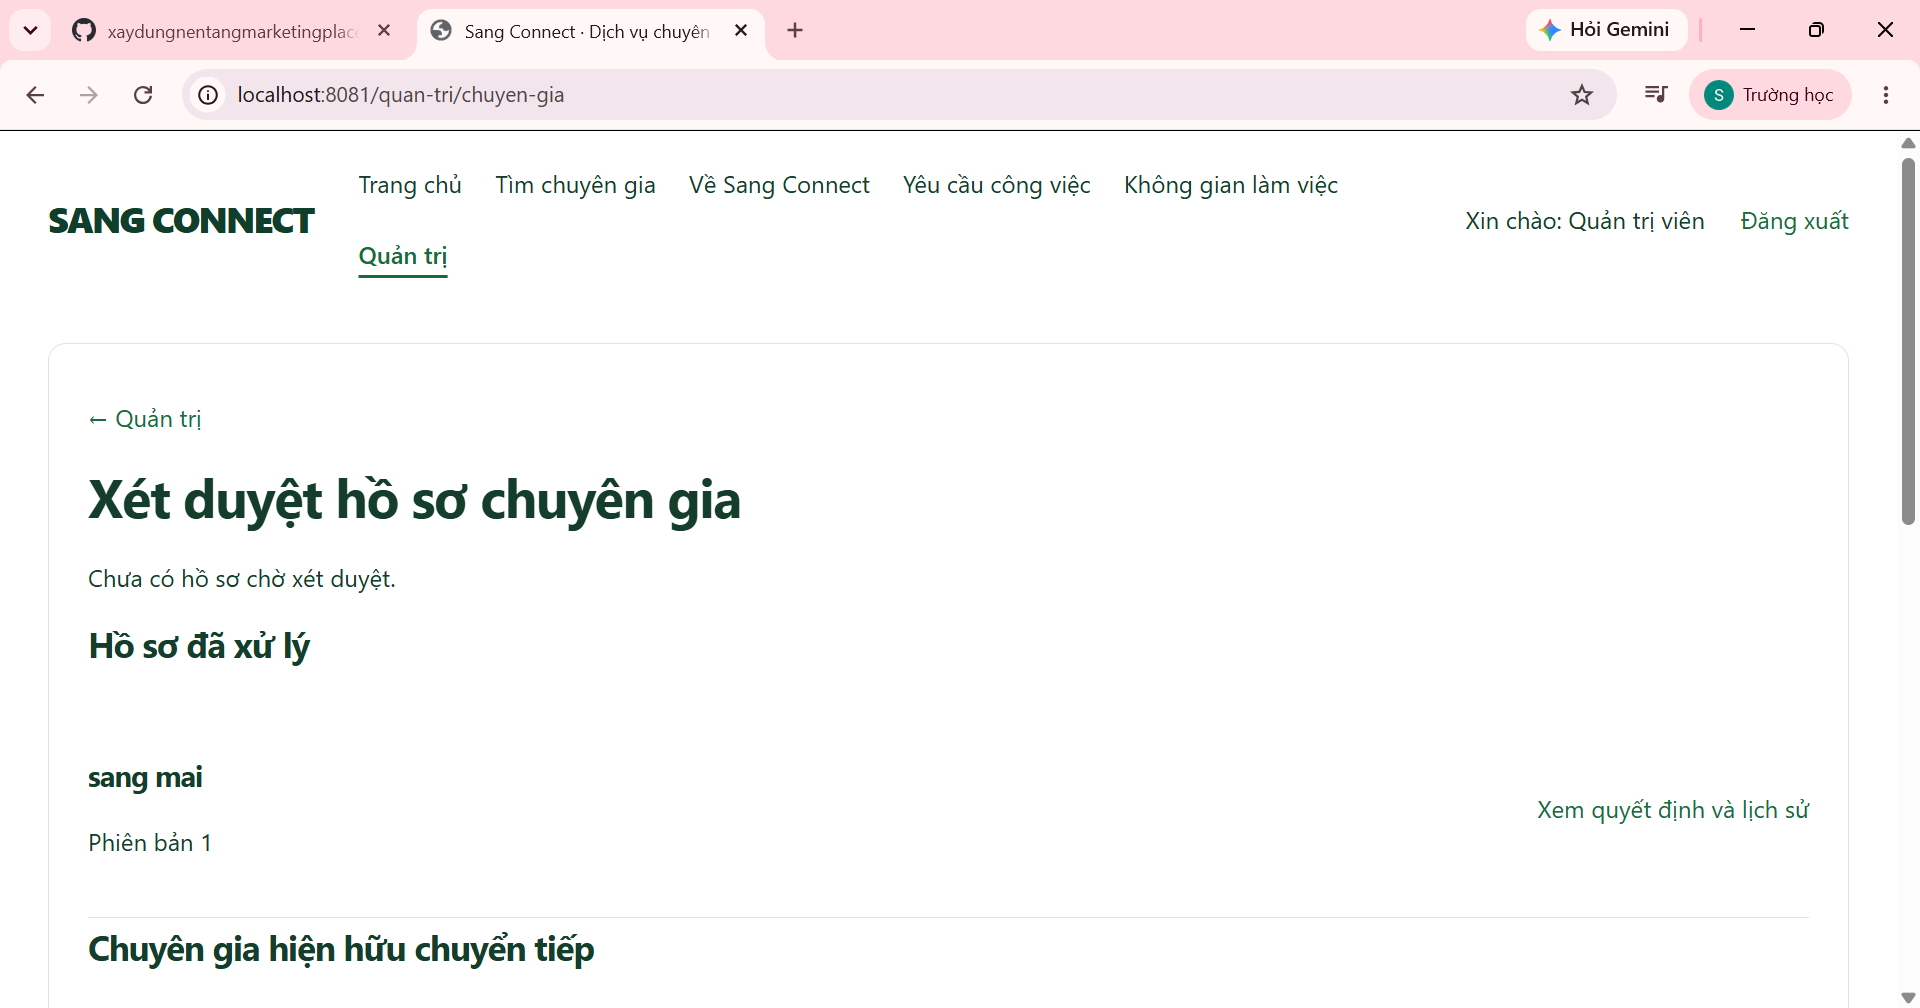 xaydungnentangmarketingplac
Sang Connect · Dịch vụ chuyên
Hỏi Gemini
localhost:8081/quan-tri/chuyen-gia
S
Trường học
SANG CONNECT
Trang chủ
Tìm chuyên gia
Về Sang Connect
Yêu cầu công việc
Không gian làm việc
Quản trị
Xin chào: Quản trị viên
Đăng xuất
← Quản trị
Xét duyệt hồ sơ chuyên gia
Chưa có hồ sơ chờ xét duyệt.
Hồ sơ đã xử lý
sang mai
Phiên bản 1
Xem quyết định và lịch sử
Chuyên gia hiện hữu chuyển tiếp